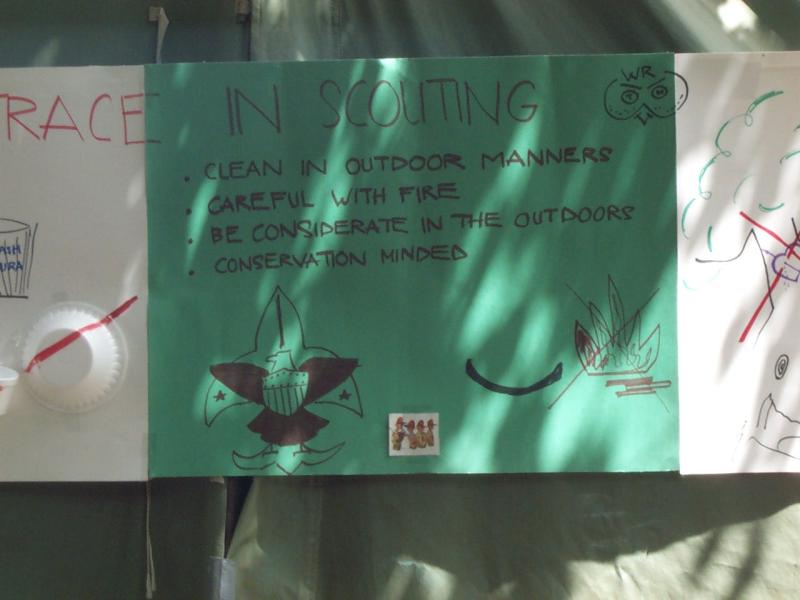 RACE IN SCOUTING
WR
• CLEAN IN OUTDOOR MANNERS
• CAREFUL WITH FIRE
• BE CONSIDERATE IN THE OUTDOORS
• CONSERVATION MINDED